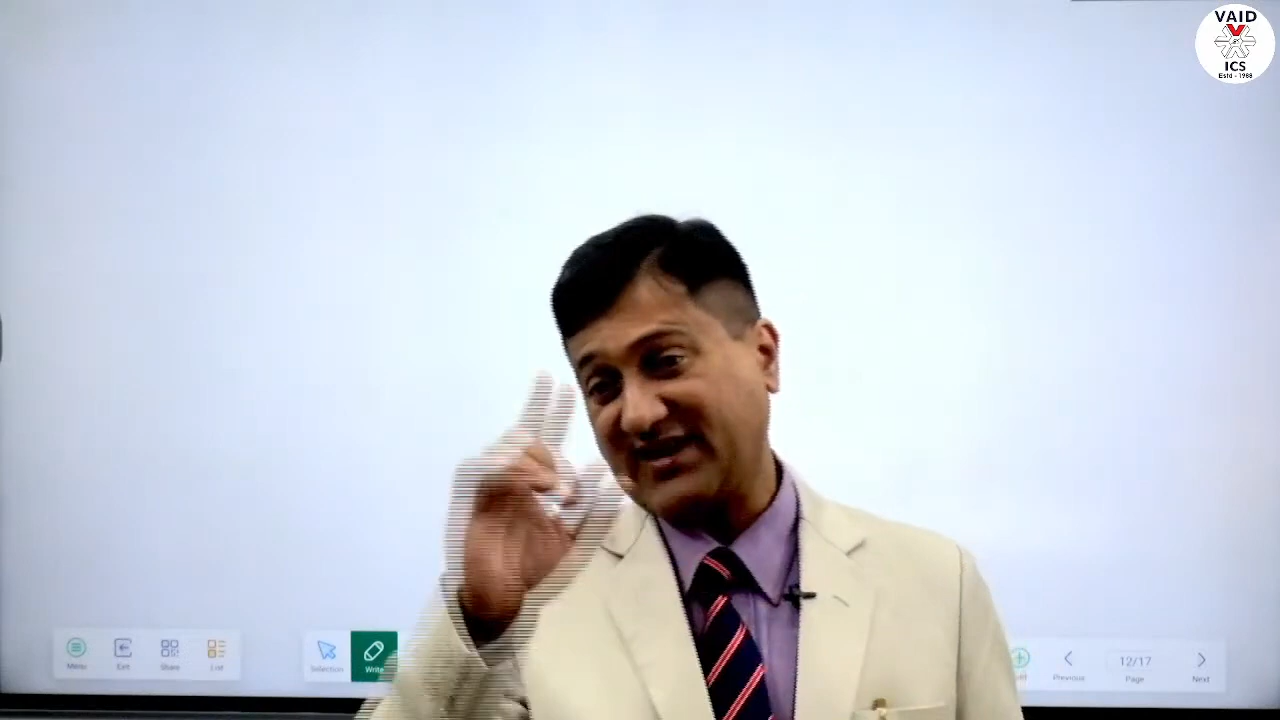 VAID
ICS
Estd - 1988
Menu
Exit
Share
List
Selection
Write
Previous
12/17
Page
Next